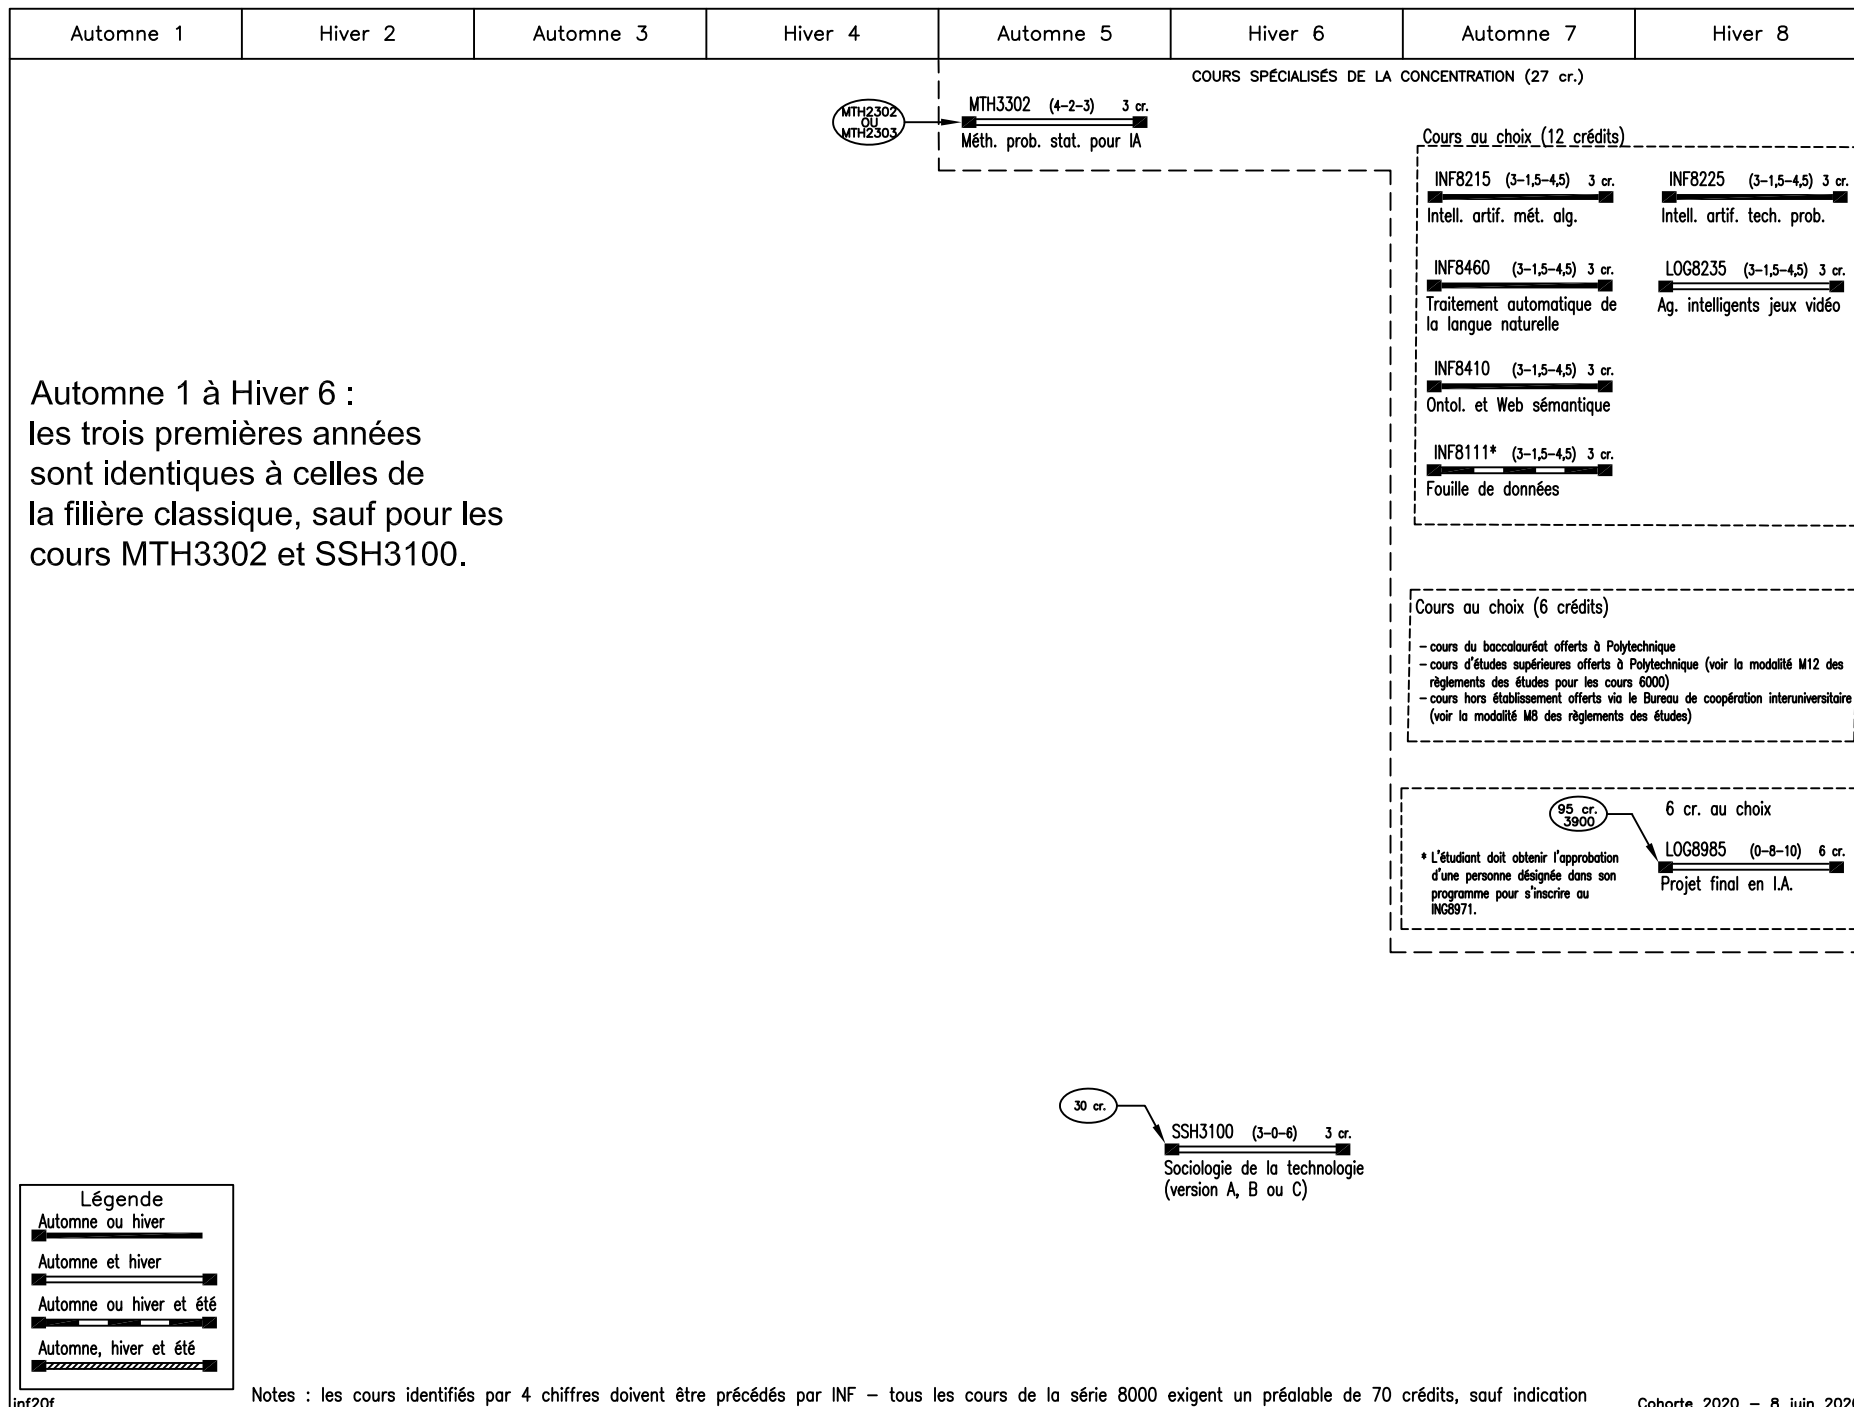 Automne 1
Hiver 2
Automne 3
Hiver 4
Automne 5
Hiver 6
Automne 7
Hiver 8
COURS SPÉCIALISÉS DE LA CONCENTRATION (27 cr.)
MTH2302
OU
MTH2303
MTH3302 (4-2-3) 3 cr.
Méth. prob. stat. pour IA
Cours au choix (12 crédits)
INF8215 (3-1,5-4,5) 3 cr.
Intell. artif. mét. alg.
INF8225 (3-1,5-4,5) 3 cr.
Intell. artif. tech. prob.
INF8460 (3-1,5-4,5) 3 cr.
Traitement automatique de
la langue naturelle
LOG8235 (3-1,5-4,5) 3 cr.
Ag. intelligents jeux vidéo
INF8410 (3-1,5-4,5) 3 cr.
Ontol. et Web sémantique
INF8111* (3-1,5-4,5) 3 cr.
Fouille de données
Automne 1 à Hiver 6 :
les trois premières années
sont identiques à celles de
la filière classique, sauf pour les
cours MTH3302 et SSH3100.
Cours au choix (6 crédits)
- cours du baccalauréat offerts à Polytechnique
- cours d'études supérieures offerts à Polytechnique (voir la modalité M12 des
règlements des études pour les cours 6000)
- cours hors établissement offerts via le Bureau de coopération interuniversitaire
(voir la modalité M8 des règlements des études)
95 cr.
3900
6 cr. au choix
LOG8985 (0-8-10) 6 cr.
Projet final en I.A.
* L'étudiant doit obtenir l'approbation
d'une personne désignée dans son
programme pour s'inscrire au
ING8971.
30 cr.
SSH3100 (3-0-6) 3 cr.
Sociologie de la technologie
(version A, B ou C)
Légende
Automne ou hiver
Automne et hiver
Automne ou hiver et été
Automne, hiver et été
inf20f
Notes : les cours identifiés par 4 chiffres doivent être précédés par INF – tous les cours de la série 8000 exigent un préalable de 70 crédits, sauf indication
Cohorte 2020 – 8 juin 2020